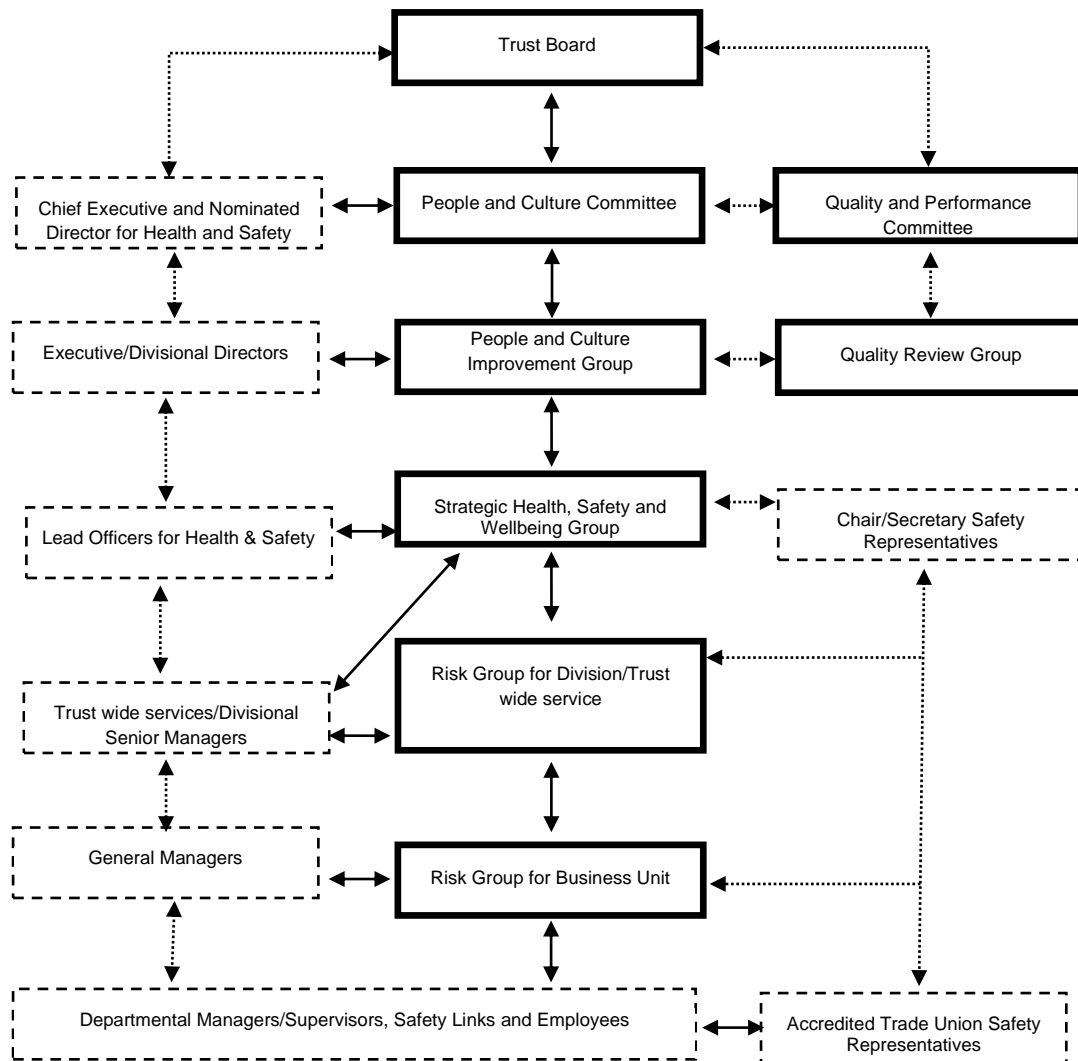 Trust Board
Chief Executive and Nominated
Director for Health and Safety
People and Culture Committee
Quality and Performance
Committee
Executive/Divisional Directors
People and Culture
Improvement Group
Quality Review Group
Lead Officers for Health & Safety
Strategic Health, Safety and
Wellbeing Group
Chair/Secretary Safety
Representatives
Trust wide services/Divisional
Senior Managers
Risk Group for Division/Trust
wide service
General Managers
Risk Group for Business Unit
Departmental Managers/Supervisors, Safety Links and Employees
Accredited Trade Union Safety
Representatives